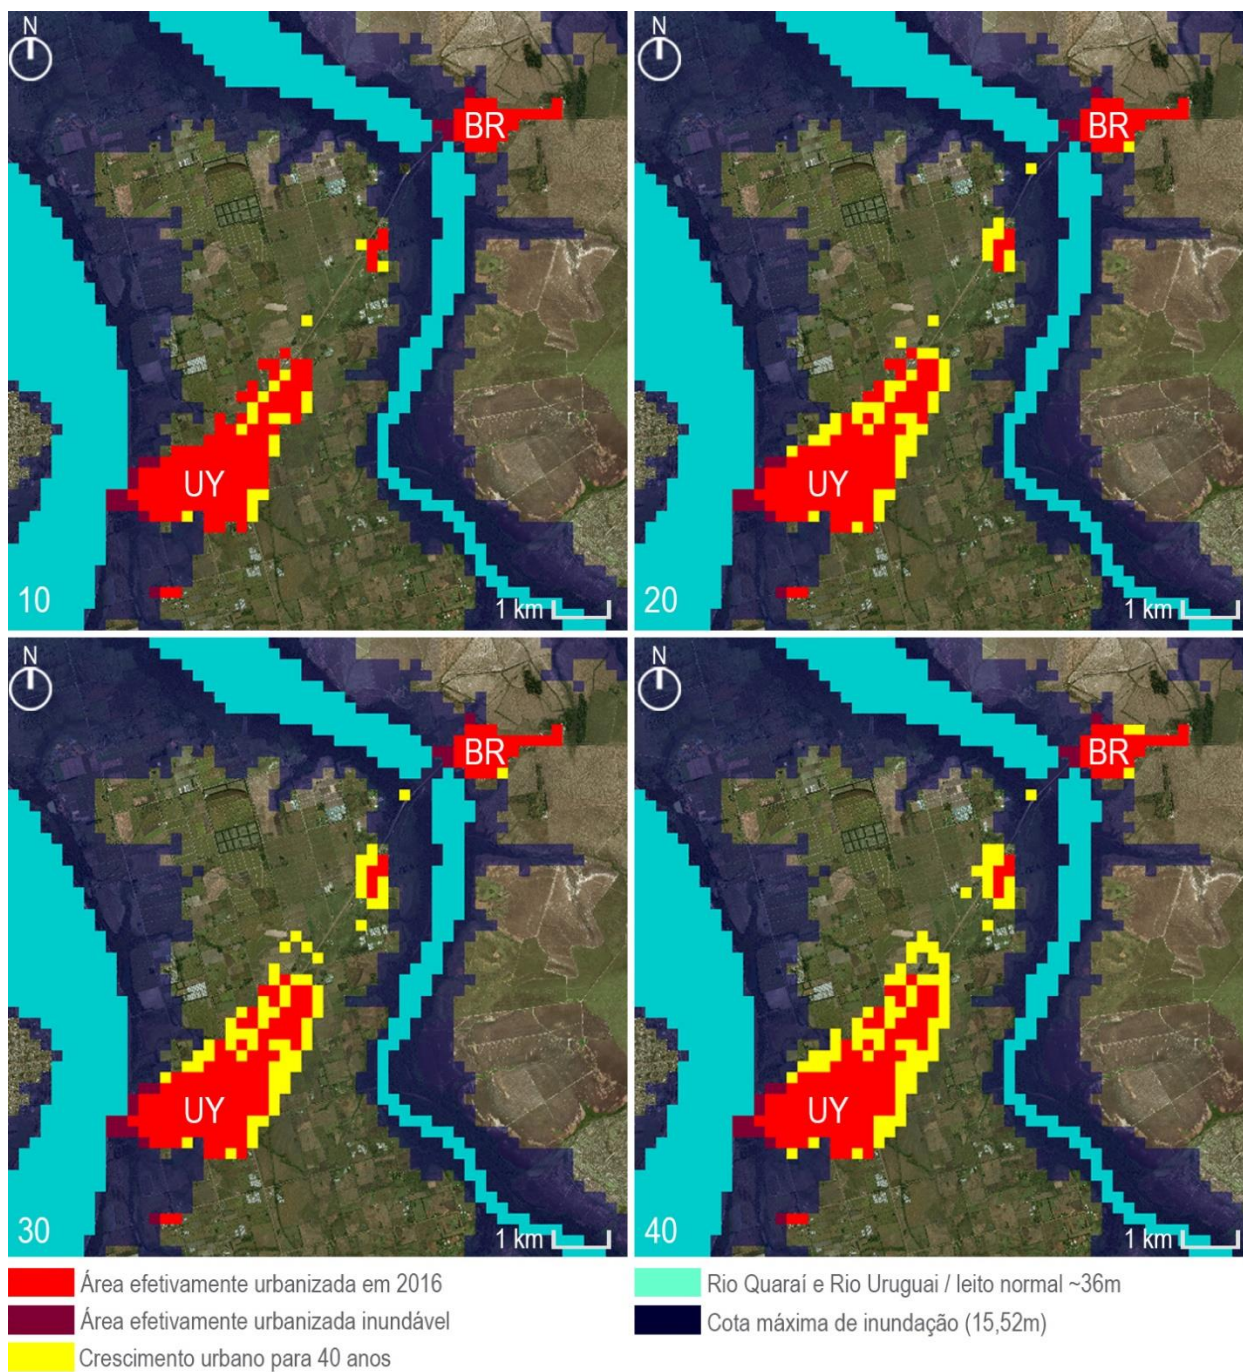 N
BR
UY
10
1 km
N
BR
UY
20
1 km
N
BR
UY
30
1 km
N
BR
UY
40
1 km
Área efetivamente urbanizada em 2016
Área efetivamente urbanizada inundável
Crescimento urbano para 40 anos
Rio Quaraí e Rio Uruguai / leito normal ~36m
Cota máxima de inundação (15,52m)